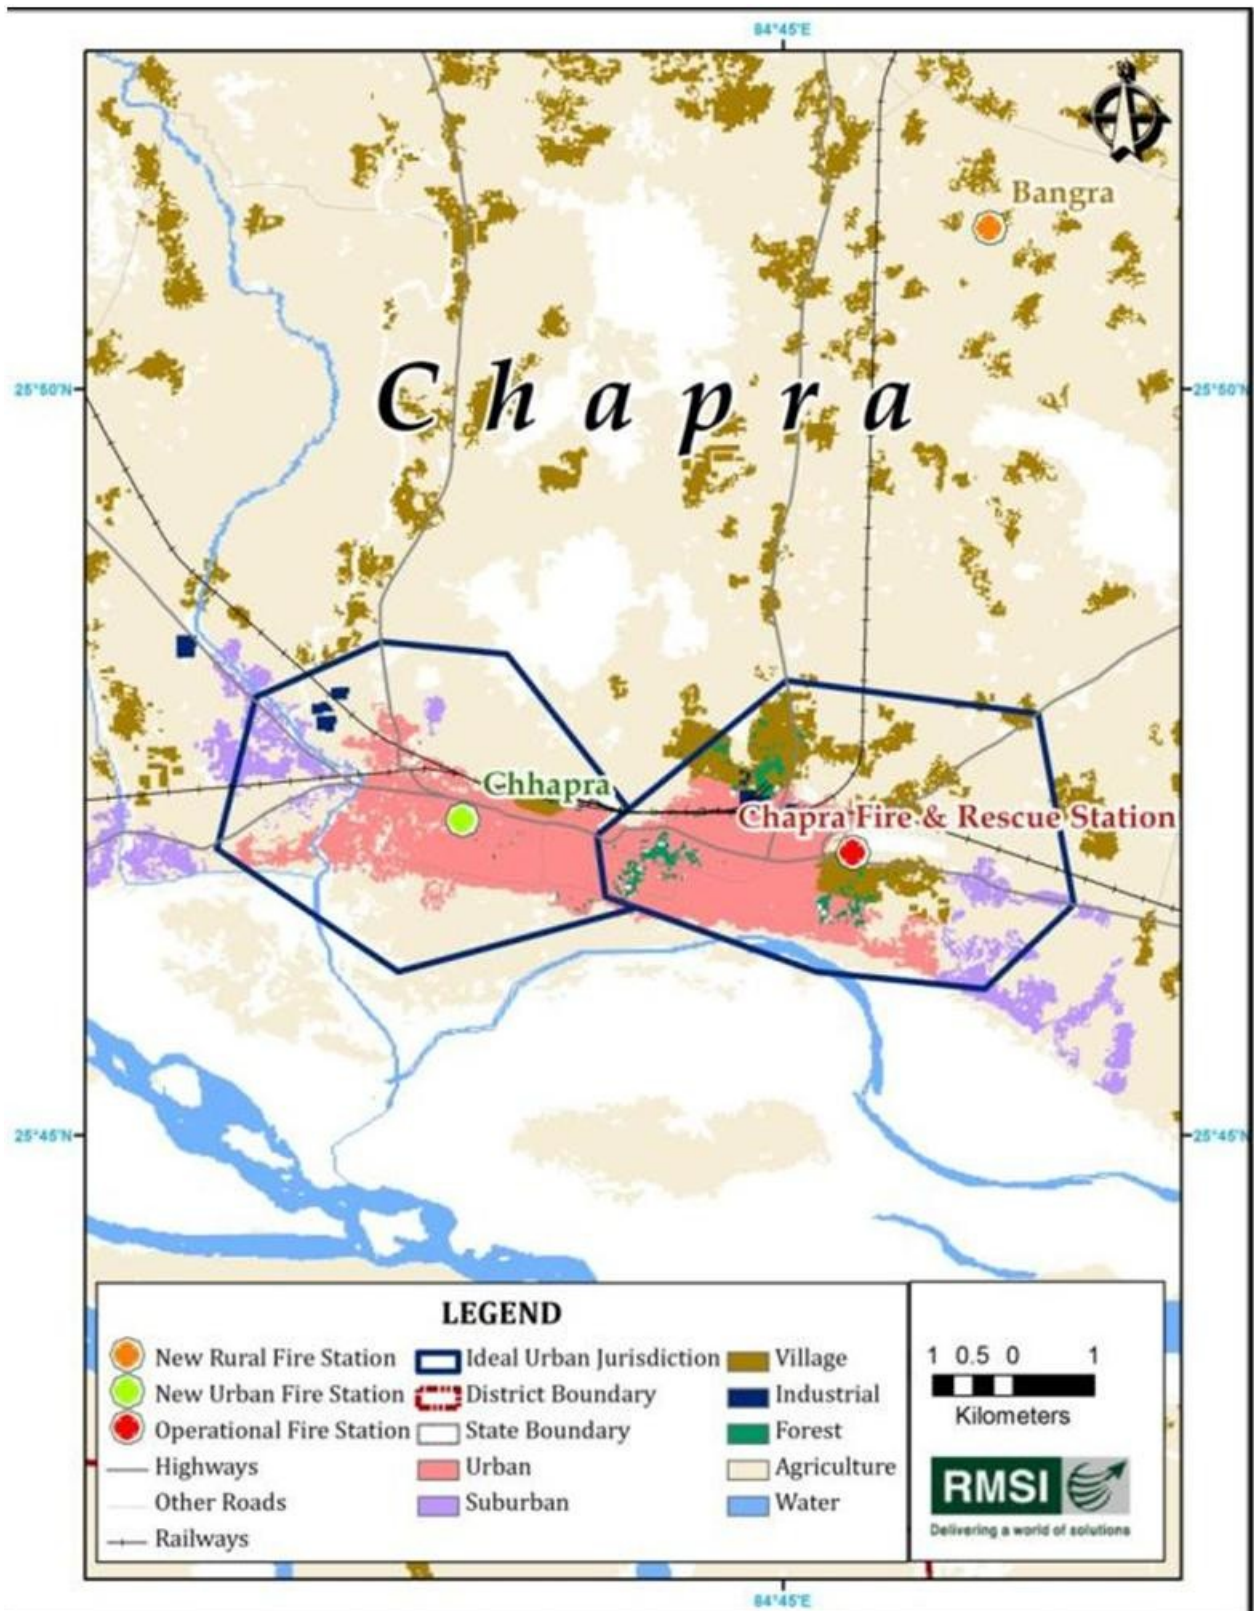 84°45'E
Bangra
25°50'N
25°50'N
Chapra
Chhapra
Chapra Fire & Rescue Station
25°45'N
25°45'N
LEGEND
New Rural Fire Station
Ideal Urban Jurisdiction
Village
New Urban Fire Station
District Boundary
Industrial
Operational Fire Station
State Boundary
Forest
Highways
Urban
Agriculture
Other Roads
Suburban
Water
Railways
1 0.5 0 1
Kilometers
RMSI
Delivering a world of solutions
84°45'E